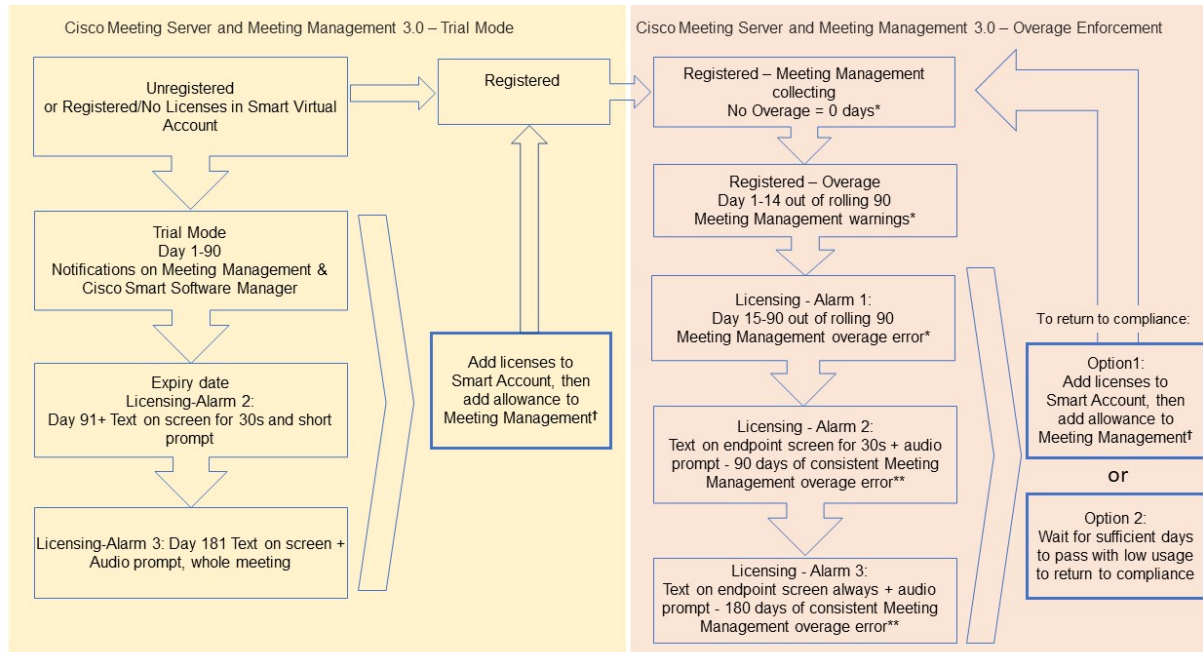 Cisco Meeting Server and Meeting Management 3.0 – Trial Mode
Unregistered
or Registered/No Licenses in Smart Virtual
Account
Registered
Trial Mode
Day 1-90
Notifications on Meeting Management &
Cisco Smart Software Manager
Expiry date
Licensing-Alarm 2:
Day 91+ Text on screen for 30s and short
prompt
Licensing-Alarm 3: Day 181 Text on screen +
Audio prompt, whole meeting
Add licenses to
Smart Account, then
add allowance to
Meeting Management†
Cisco Meeting Server and Meeting Management 3.0 – Overage Enforcement
Registered – Meeting Management
collecting
No Overage = 0 days*
Registered – Overage
Day 1-14 out of rolling 90
Meeting Management warnings*
Licensing - Alarm 1:
Day 15-90 out of rolling 90
Meeting Management overage error*
Licensing - Alarm 2:
Text on endpoint screen for 30s + audio
prompt - 90 days of consistent Meeting
Management overage error**
Licensing - Alarm 3:
Text on endpoint screen always + audio
prompt - 180 days of consistent Meeting
Management overage error**
To return to compliance:
Option1:
Add licenses to
Smart Account, then
add allowance to
Meeting Management†
or
Option 2:
Wait for sufficient days
to pass with low usage
to return to compliance